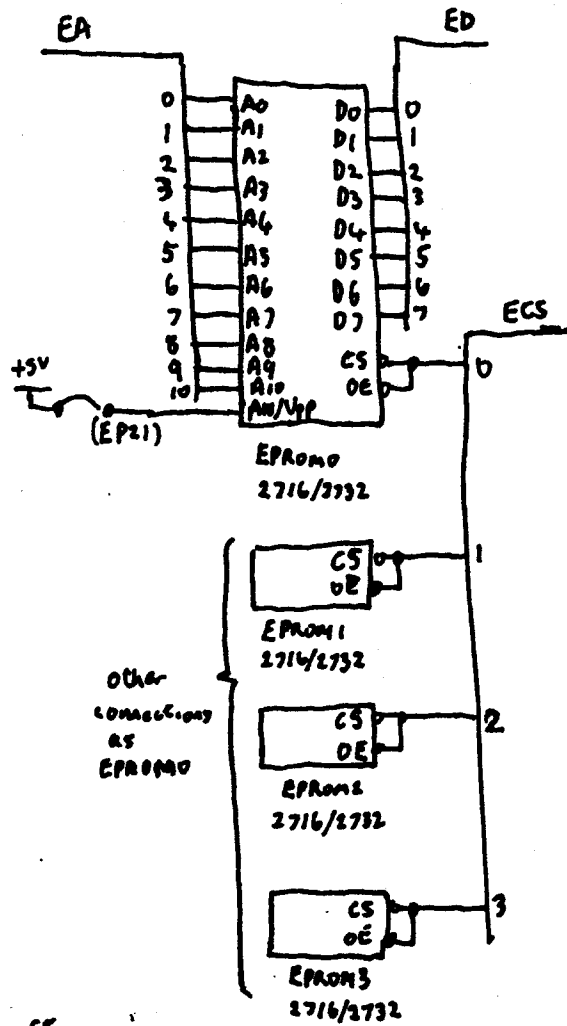 EA
ED
0 A0 D0 0
1 A1 D1 1
2 A2 D2 2
3 A3 D3 3
4 A4 D4 4
5 A5 D5 5
6 A6 D6 6
7 A7 D7 7
8 A8
9 A9
10 A10
ECS
CS 0
OE
+5V
A11/Vpp
(EP21)
EPROM0
2716/2732
CS 1
OE
EPROM1
2716/2732
other
connections
as
EPROM0
CS 2
OE
EPROM2
2716/2732
CS 3
OE
EPROM3
2716/2732